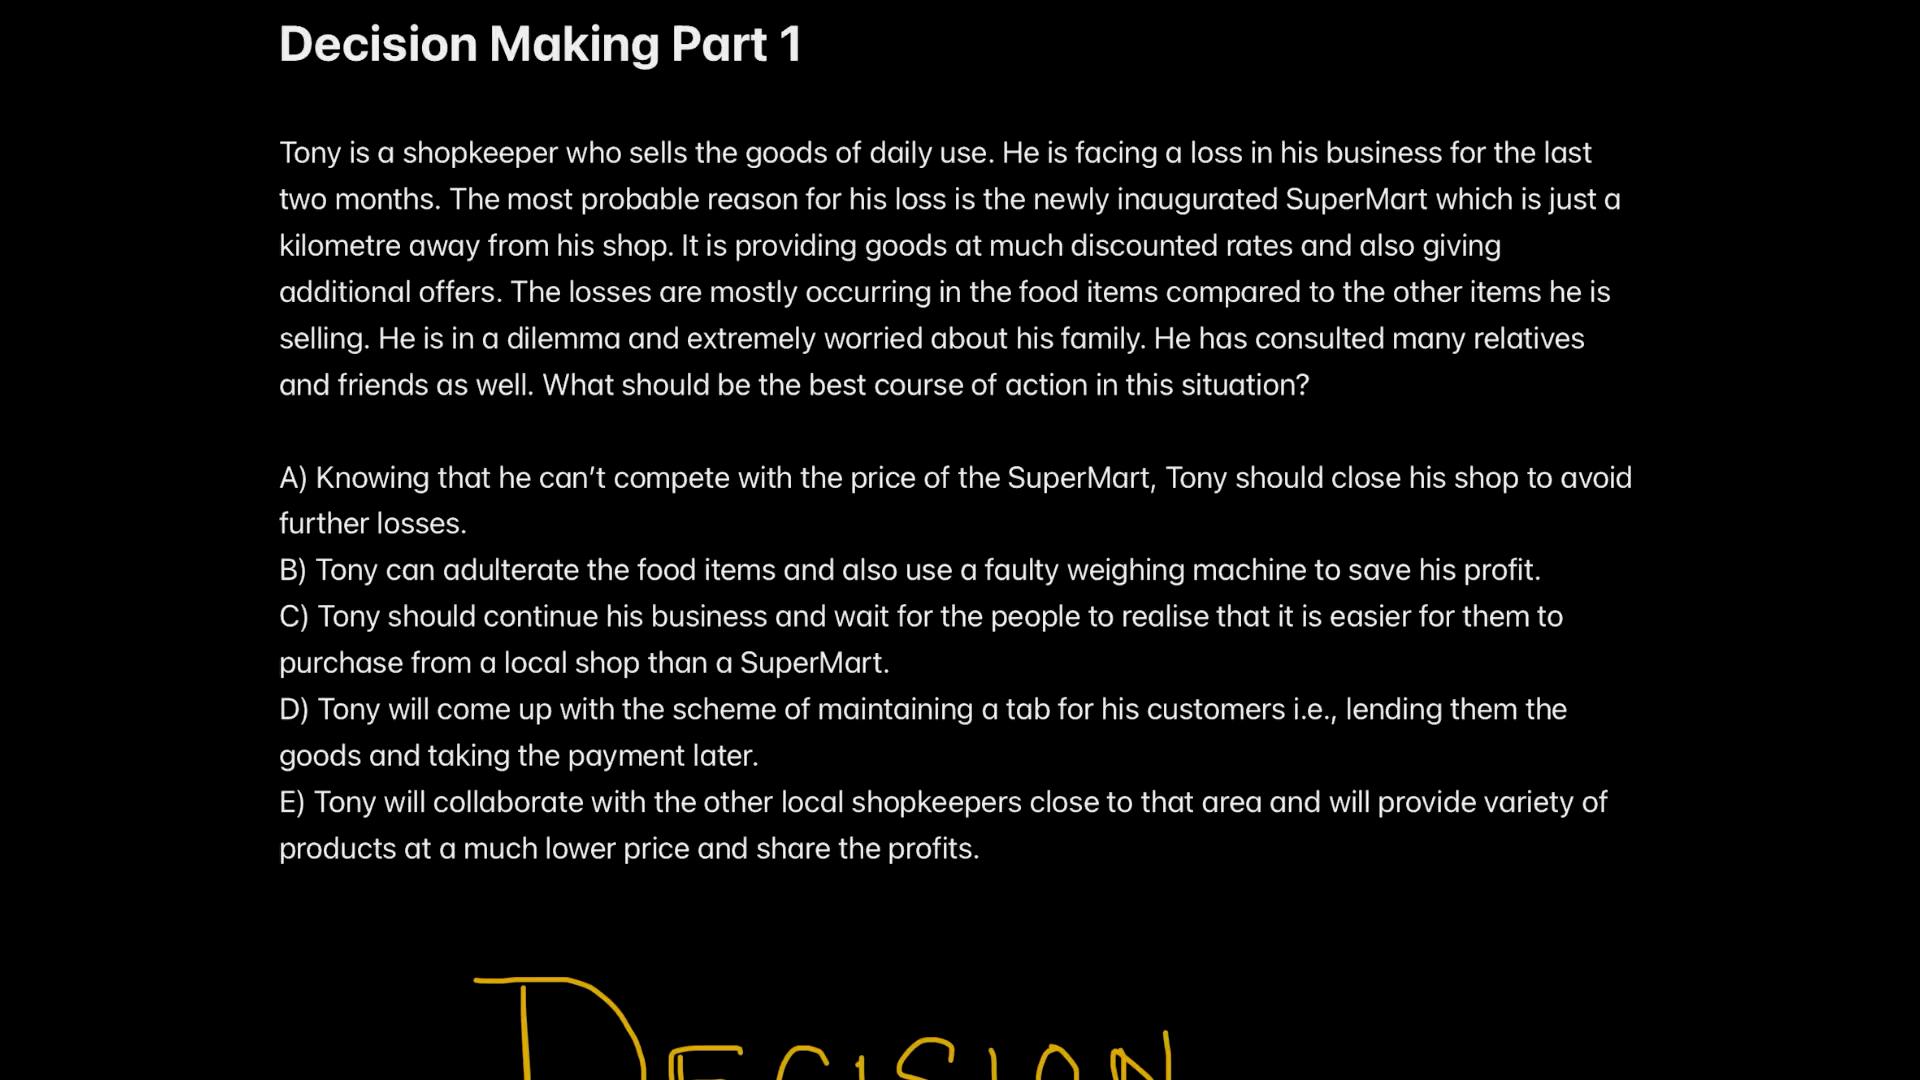 Decision Making Part 1
Tony is a shopkeeper who sells the goods of daily use. He is facing a loss in his business for the last
two months. The most probable reason for his loss is the newly inaugurated SuperMart which is just a
kilometre away from his shop. It is providing goods at much discounted rates and also giving
additional offers. The losses are mostly occurring in the food items compared to the other items he is
selling. He is in a dilemma and extremely worried about his family. He has consulted many relatives
and friends as well. What should be the best course of action in this situation?
A) Knowing that he can’t compete with the price of the SuperMart, Tony should close his shop to avoid
further losses.
B) Tony can adulterate the food items and also use a faulty weighing machine to save his profit.
C) Tony should continue his business and wait for the people to realise that it is easier for them to
purchase from a local shop than a SuperMart.
D) Tony will come up with the scheme of maintaining a tab for his customers i.e., lending them the
goods and taking the payment later.
E) Tony will collaborate with the other local shopkeepers close to that area and will provide variety of
products at a much lower price and share the profits.
DECISION